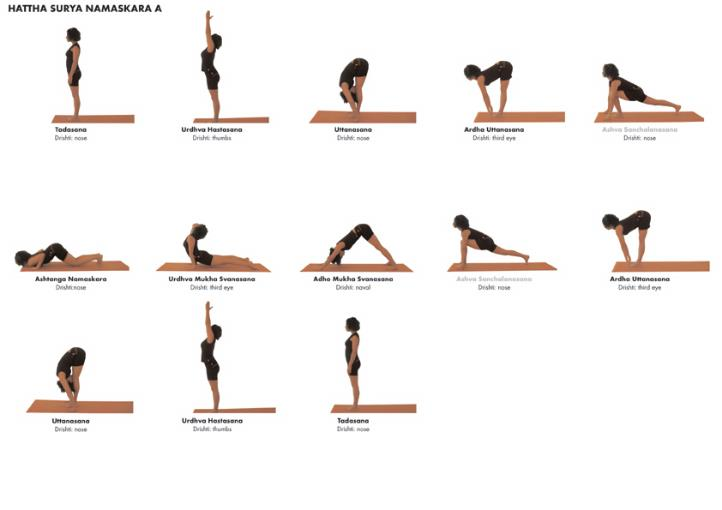 HATTHA SURYA NAMASKARA A
Tadasana
Drishti: nose
Urdhva Hastasana
Drishti: thumbs
Uttanasana
Drishti: nose
Ardha Uttanasana
Drishti: third eye
Ashva Sanchalanasana
Drishti: nose
Ashtanga Namaskara
Drishti:nose
Urdhva Mukha Svanasana
Drishti: third eye
Adho Mukha Svanasana
Drishti: naval
Ashva Sanchalanasana
Drishti: nose
Ardha Uttanasana
Drishti: third eye
Uttanasana
Drishti: nose
Urdhva Hastasana
Drishti: thumbs
Tadasana
Drishti: nose